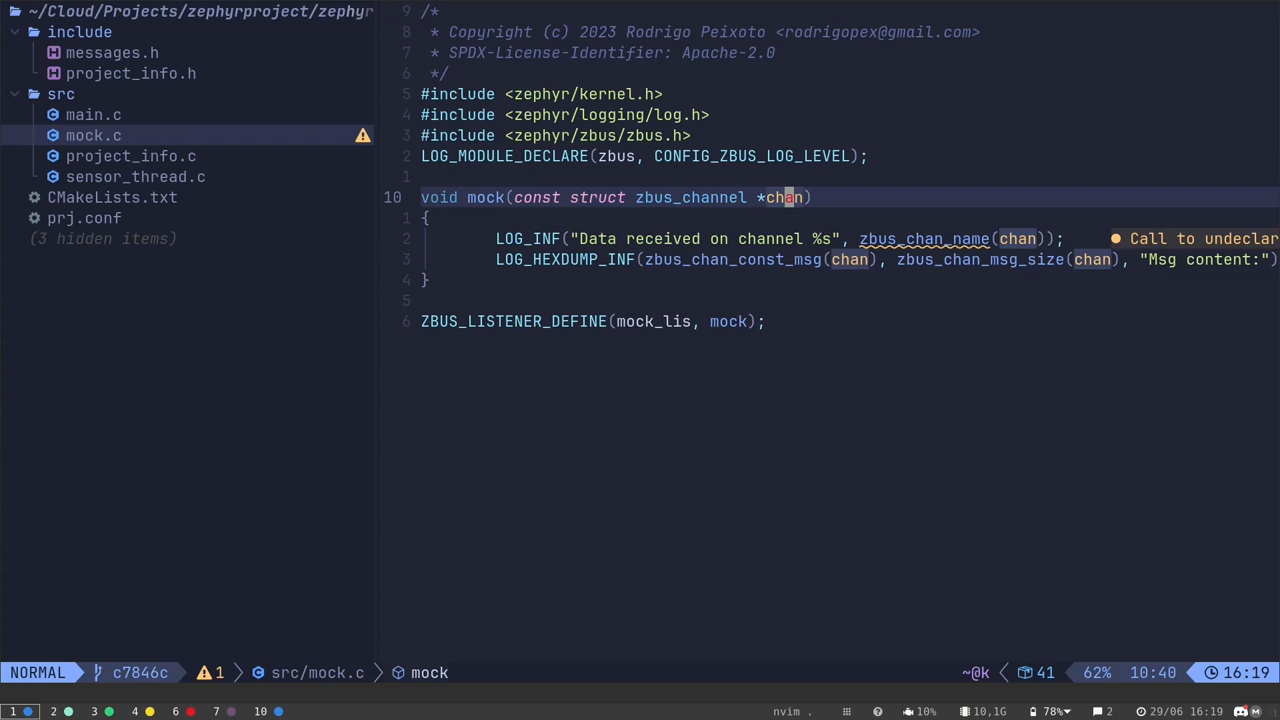 ~/Cloud/Projects/zephyrproject/zephyr
include
messages.h
project_info.h
src
main.c
mock.c
project_info.c
sensor_thread.c
CMakeLists.txt
prj.conf
(3 hidden items)
9 /*
8 * Copyright (c) 2023 Rodrigo Peixoto <rodrigopex@gmail.com>
7 * SPDX-License-Identifier: Apache-2.0
6 */
5 #include <zephyr/kernel.h>
4 #include <zephyr/logging/log.h>
3 #include <zephyr/zbus/zbus.h>
2 LOG_MODULE_DECLARE(zbus, CONFIG_ZBUS_LOG_LEVEL);
1
10 void mock(const struct zbus_channel *chan)
1 {
2 LOG_INF("Data received on channel %s", zbus_chan_name(chan)); ● Call to undeclar
3 LOG_HEXDUMP_INF(zbus_chan_const_msg(chan), zbus_chan_msg_size(chan), "Msg content:")
4 }
5
6 ZBUS_LISTENER_DEFINE(mock_lis, mock);
NORMAL c7846c 1 src/mock.c mock ~@k 41 62% 10:40 16:19
1 2 3 4 6 7 10 nvim . 10% 10,1G 78% 2 29/06 16:19